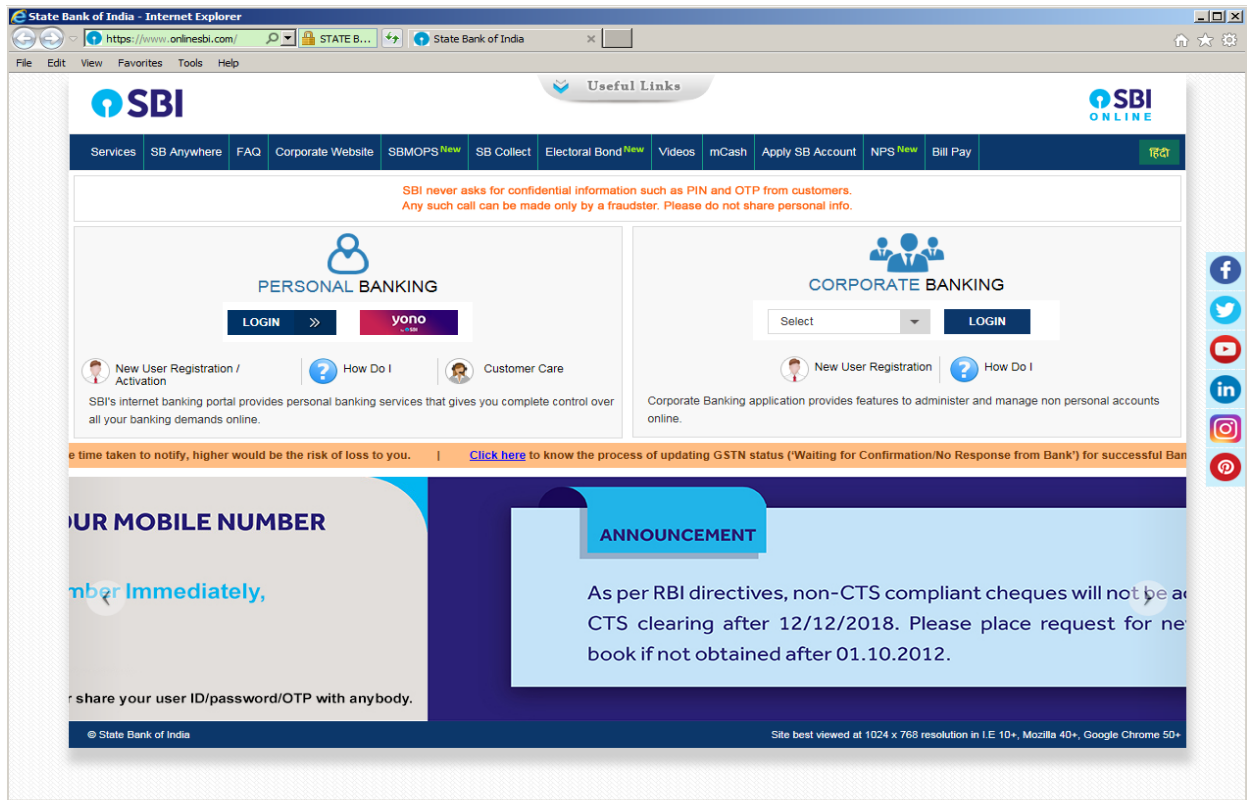 State Bank of India - Internet Explorer
https://www.onlinesbi.com/ STATE B... State Bank of India
File Edit View Favorites Tools Help
Useful Links
SBI
SBI
ONLINE
Services SB Anywhere FAQ Corporate Website SBMOPS New SB Collect Electoral Bond New Videos mCash Apply SB Account NPS New Bill Pay हिंदी
SBI never asks for confidential information such as PIN and OTP from customers.
Any such call can be made only by a fraudster. Please do not share personal info.
PERSONAL BANKING
LOGIN » yono
by SBI
New User Registration /
Activation
How Do I
Customer Care
SBI's internet banking portal provides personal banking services that gives you complete control over
all your banking demands online.
CORPORATE BANKING
Select LOGIN
New User Registration How Do I
Corporate Banking application provides features to administer and manage non personal accounts
online.
e time taken to notify, higher would be the risk of loss to you. | Click here to know the process of updating GSTN status ('Waiting for Confirmation/No Response from Bank') for successful Ban
OUR MOBILE NUMBER
mber Immediately,
r share your user ID/password/OTP with anybody.
ANNOUNCEMENT
As per RBI directives, non-CTS compliant cheques will not be ac
CTS clearing after 12/12/2018. Please place request for ne
book if not obtained after 01.10.2012.
© State Bank of India
Site best viewed at 1024 x 768 resolution in I.E 10+, Mozilla 40+, Google Chrome 50+